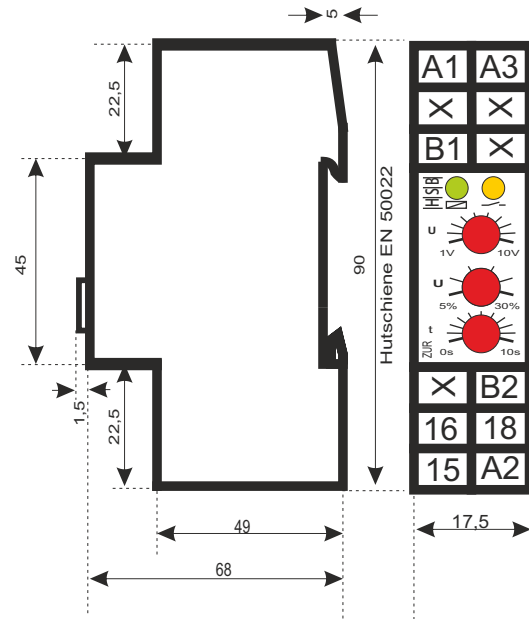 5
22,5
45
1,5
22,5
49
68
90
Hutschiene EN 50022
A1 A3
X X
B1 X
H S B
U
1V 10V
U
5% 30%
t
ZUR 0s 10s
X B2
16 18
15 A2
17,5